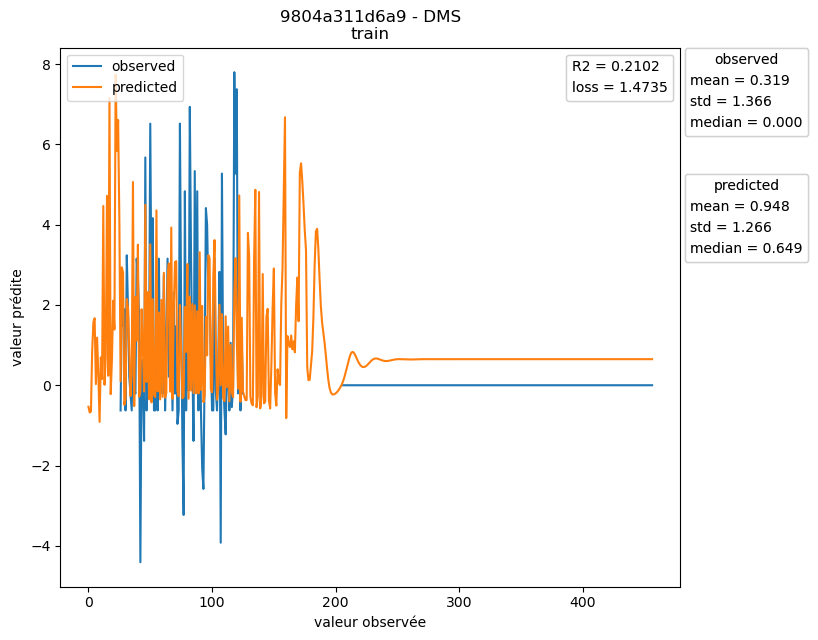 9804a311d6a9 - DMS
train
observed
predicted
R2 = 0.2102
loss = 1.4735
observed
mean = 0.319
std = 1.366
median = 0.000
predicted
mean = 0.948
std = 1.266
median = 0.649
valeur prédite
8
6
4
2
0
−2
−4
0
100
200
300
400
valeur observée